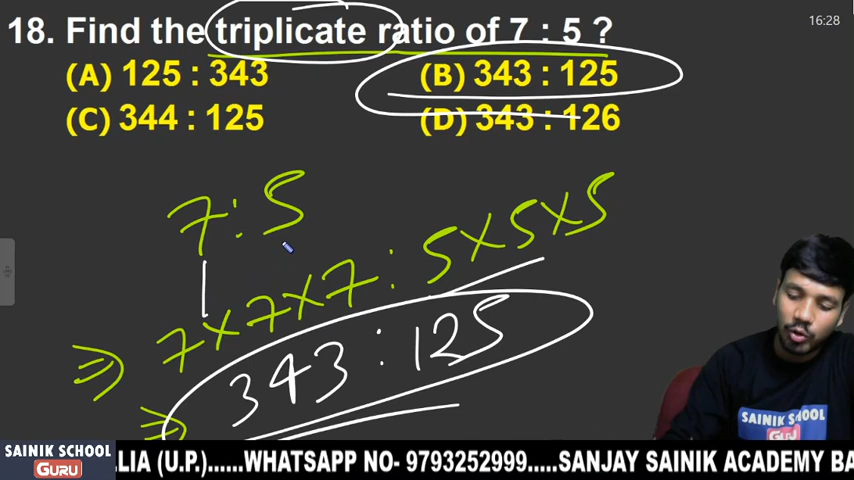 18. Find the triplicate ratio of 7 : 5 ?
16:28
(A) 125 : 343 (B) 343 : 125
(C) 344 : 125 (D) 343 : 126
7:5
⇒ 7×7×7 : 5×5×5
⇒ 343 : 125
SAINIK SCHOOL
SAINIK SCHOOL
Guru
Guru
LIA (U.P.)......WHATSAPP NO- 9793252999.....SANJAY SAINIK ACADEMY BA